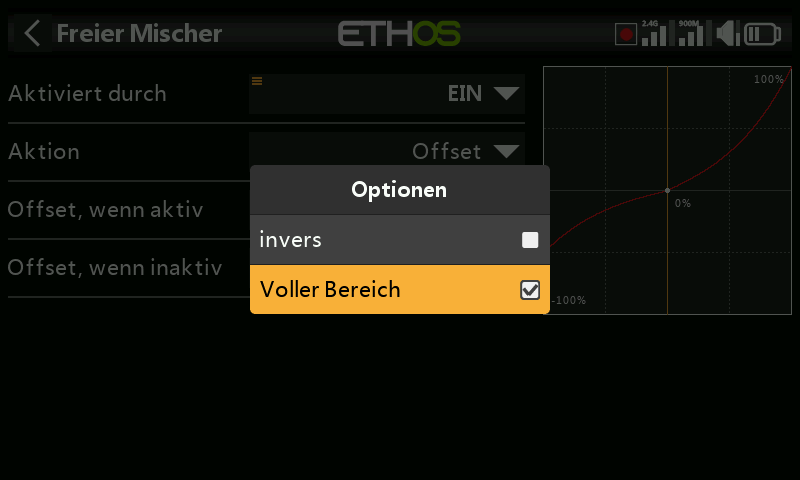 Freier Mischer
ETHOS
2.4G
900M
Aktiviert durch
EIN
Aktion
Offset
Offset, wenn aktiv
Offset, wenn inaktiv
Optionen
invers
Voller Bereich
100%
0%
-100%